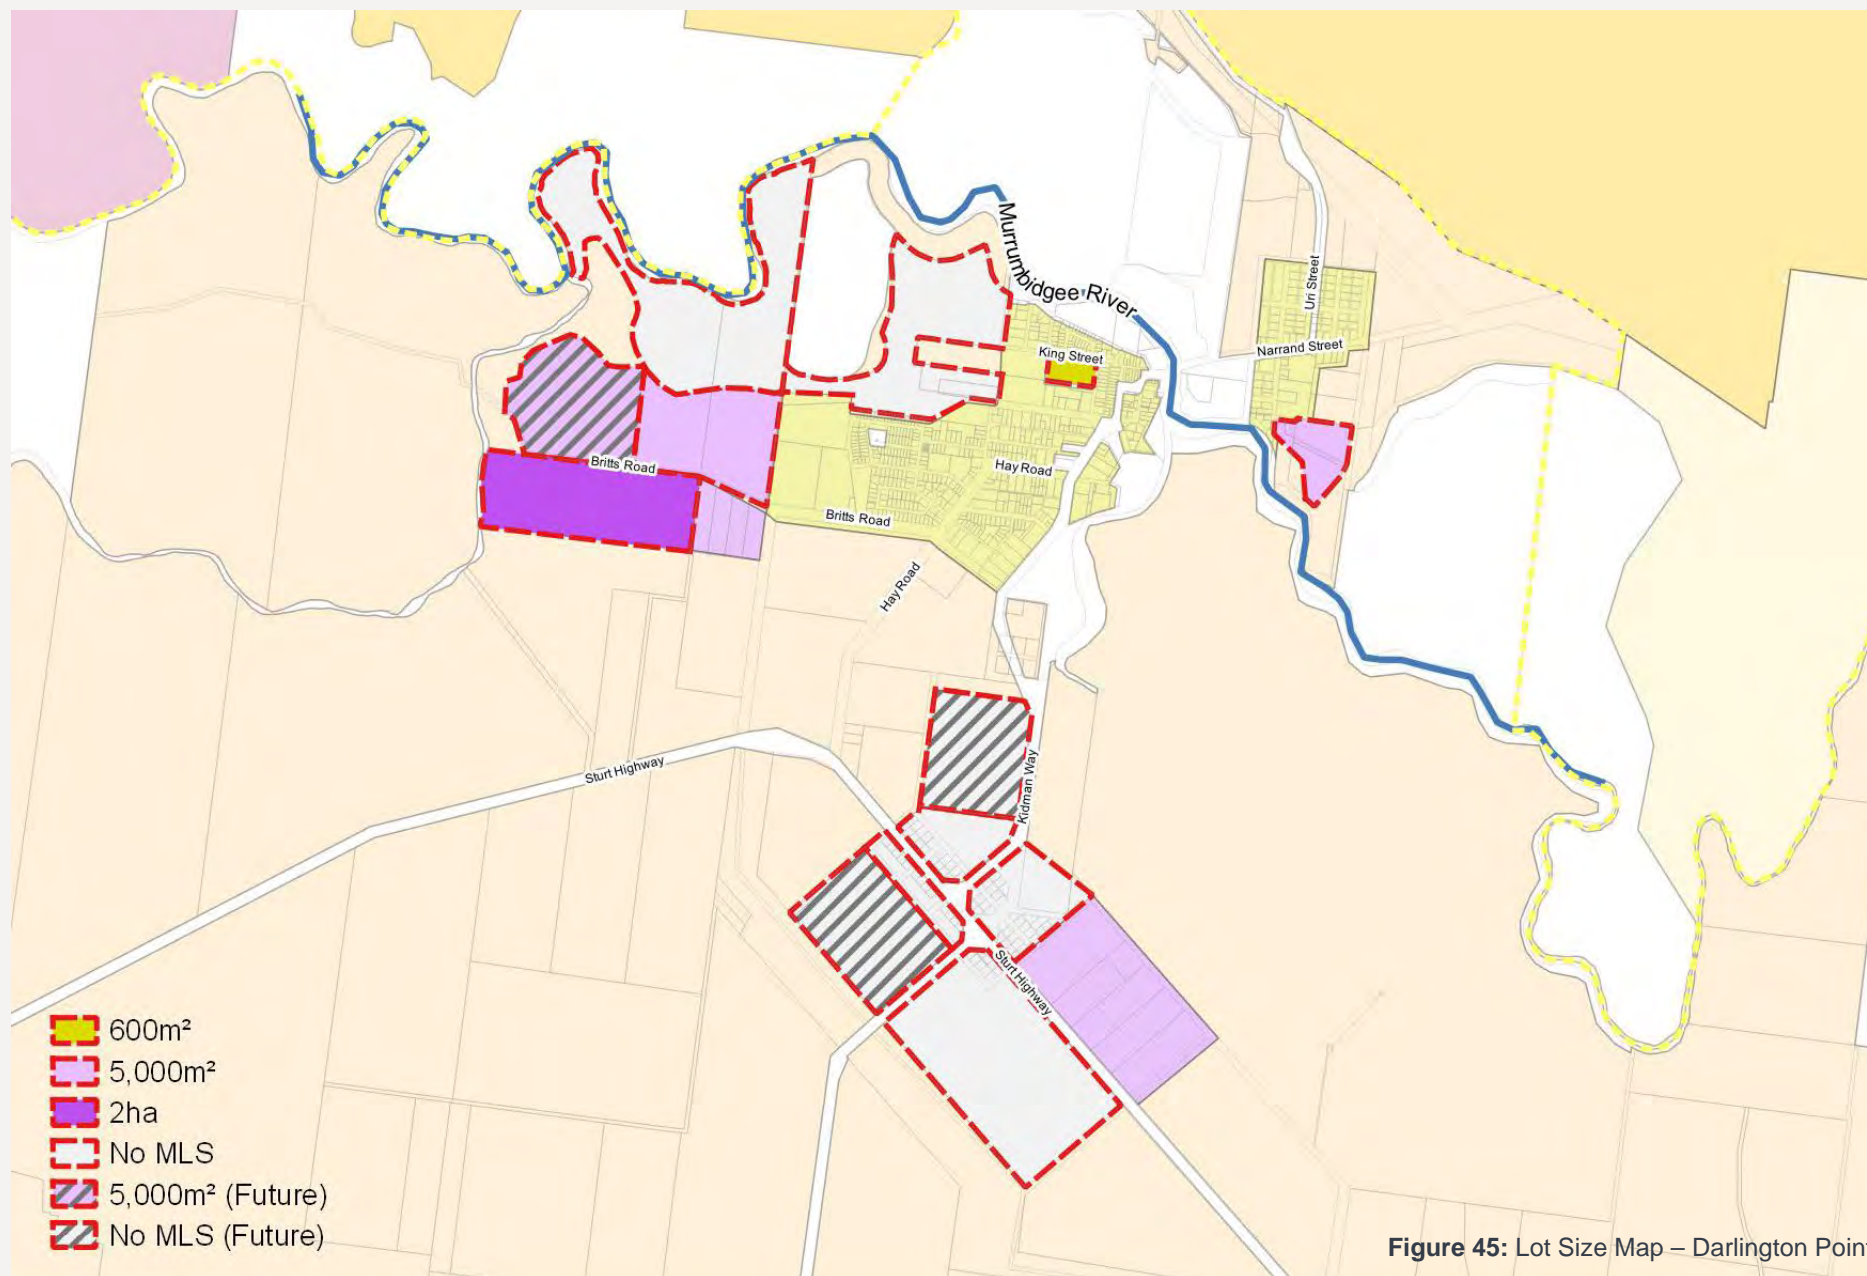 Murrumbidgee River
Uri Street
King Street
Narrand Street
Britts Road
Hay Road
Britts Road
Hay Road
Sturt Highway
Kidman Way
Sturt Highway
600m²
5,000m²
2ha
No MLS
5,000m² (Future)
No MLS (Future)
Figure 45: Lot Size Map – Darlington Point